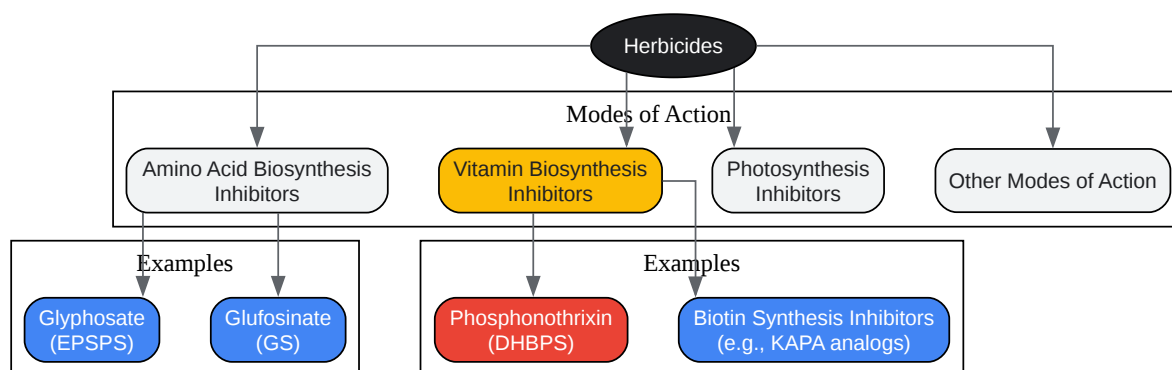 Herbicides
Modes of Action
Amino Acid Biosynthesis
Inhibitors
Vitamin Biosynthesis
Inhibitors
Photosynthesis
Inhibitors
Other Modes of Action
Examples
Glyphosate
(EPSPS)
Glufosinate
(GS)
Examples
Phosphonothrixin
(DHBPS)
Biotin Synthesis Inhibitors
(e.g., KAPA analogs)